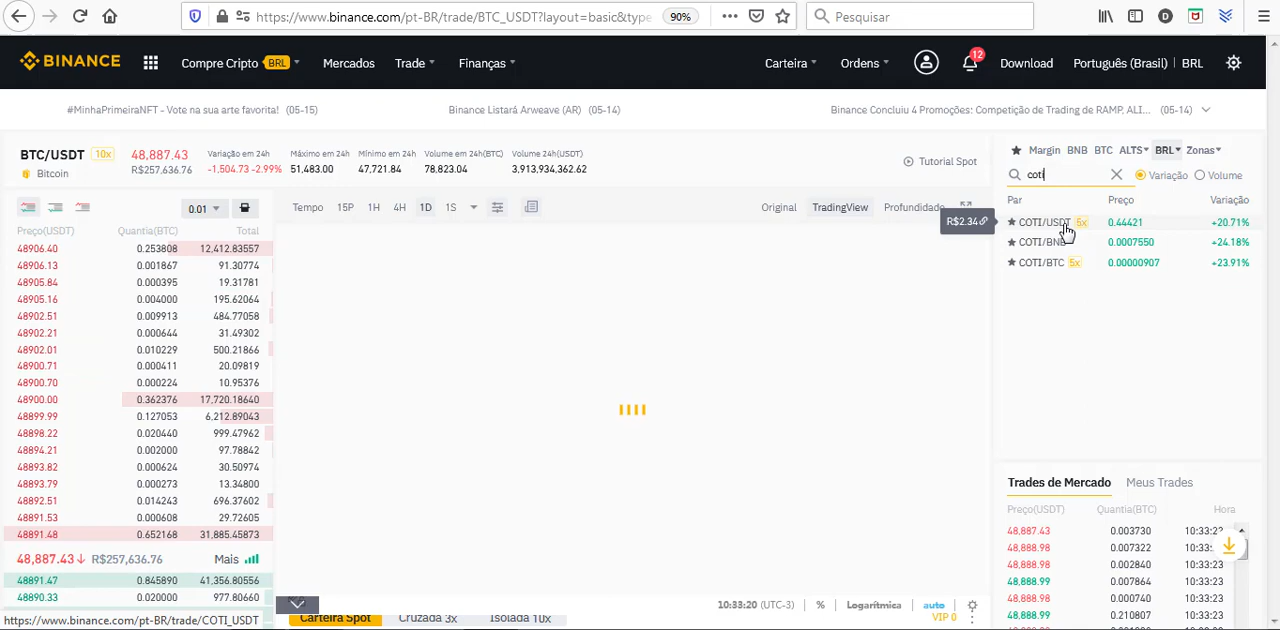 https://www.binance.com/pt-BR/trade/BTC_USDT?layout=basic&type
90%
Pesquisar
BINANCE
Compre Cripto BRL
Mercados
Trade
Finanças
Carteira
Ordens
12
Download
Português (Brasil) | BRL
#MinhaPrimeiraNFT - Vote na sua arte favorita! (05-15)
Binance Listará Arweave (AR) (05-14)
Binance Concluiu 4 Promoções: Competição de Trading de RAMP, ALI... (05-14)
BTC/USDT 10x
Bitcoin
48,887.43
R$257,636.76
Variação em 24h
-1,504.73 -2.99%
Máximo em 24h
51,483.00
Mínimo em 24h
47,721.84
Volume em 24h(BTC)
78,823.04
Volume 24h(USDT)
3,913,934,362.62
Tutorial Spot
0.01
Preço(USDT) Quantia(BTC) Total
48906.40 0.253808 12,412.83557
48906.13 0.001867 91.30774
48905.84 0.000395 19.31781
48905.16 0.004000 195.62064
48902.51 0.009913 484.77058
48902.21 0.000644 31.49302
48902.01 0.010229 500.21866
48900.71 0.000411 20.09819
48900.70 0.000224 10.95376
48900.00 0.362376 17,720.18640
48899.99 0.127053 6,212.89043
48898.22 0.020440 999.47962
48894.21 0.002000 97.78842
48893.82 0.000624 30.50974
48893.79 0.000273 13.34800
48892.51 0.014243 696.37602
48891.53 0.000608 29.72605
48891.48 0.652168 31,885.45873
48,887.43 R$257,636.76 Mais
48891.47 0.845890 41,356.80556
48890.33 0.020000 977.80660
https://www.binance.com/pt-BR/trade/COTI_USDT
Tempo 15P 1H 4H 1D 1S
Original TradingView Profundidade
10:33:20 (UTC-3) % Logarítmica auto
VIP 0
Carteira Spot Cruzada 3x Isolada 10x
Margin BNB BTC ALTS BRL Zonas
coti
Variação Volume
Par Preço Variação
R$2.34
COTI/USDT 5x 0.44421 +20.71%
COTI/BNB 0.0007550 +24.18%
COTI/BTC 5x 0.00000907 +23.91%
Trades de Mercado Meus Trades
Preço(USDT) Quantia(BTC) Hora
48,887.43 0.003730 10:33:23
48,888.98 0.007322 10:33:
48,888.98 0.002840 10:33:
48,888.99 0.007864 10:33:23
48,888.98 0.000740 10:33:23
48,888.99 0.210807 10:33:23